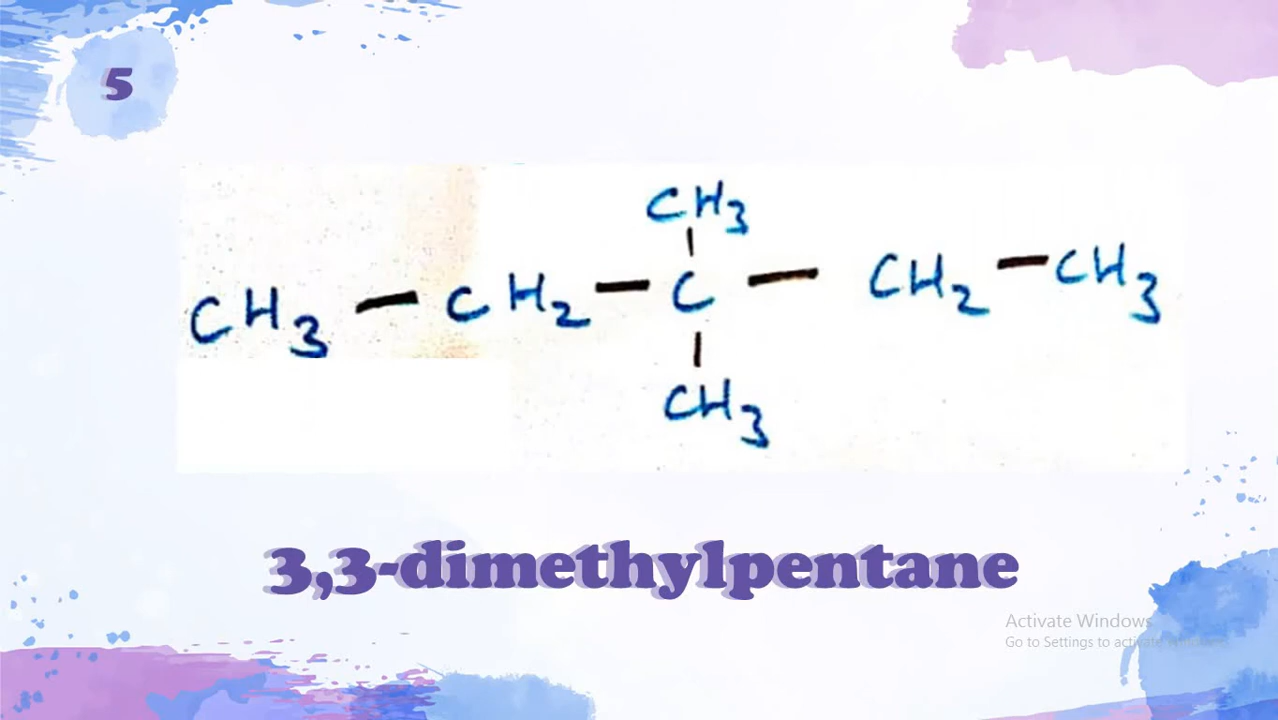 5
CH3
CH3 — CH2 — C — CH2 — CH3
CH3
3,3-dimethylpentane
Activate Windows
Go to Settings to activate Windows.